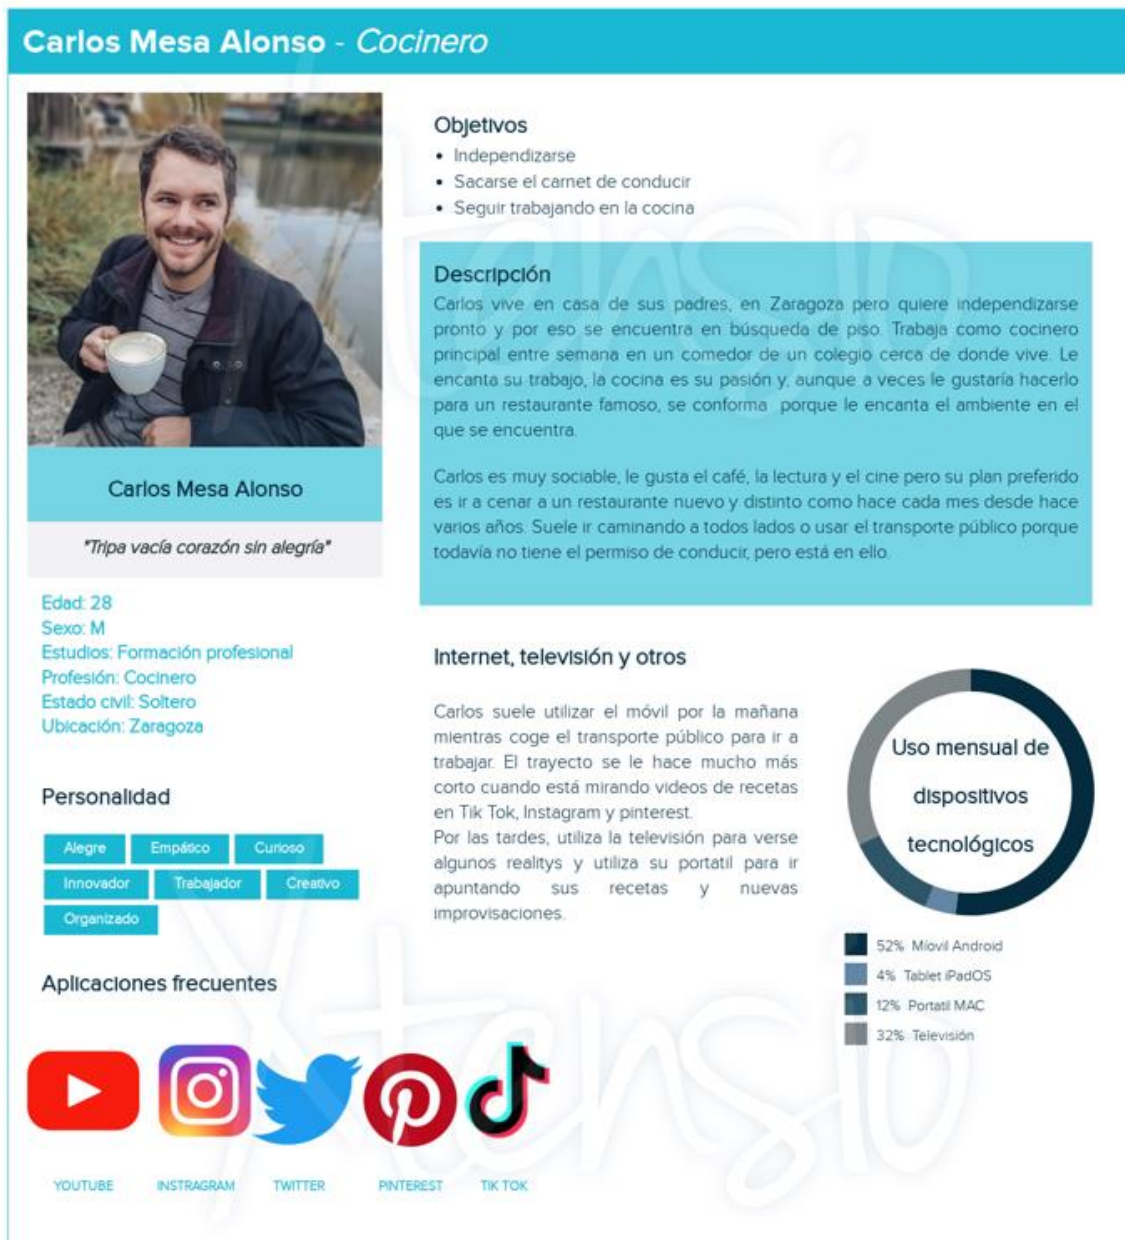 Carlos Mesa Alonso - Cocinero
Carlos Mesa Alonso
"Tripa vacía corazón sin alegría"
Edad: 28
Sexo: M
Estudios: Formación profesional
Profesión: Cocinero
Estado civil: Soltero
Ubicación: Zaragoza
Personalidad
Alegre Empático Curioso
Innovador Trabajador Creativo
Organizado
Aplicaciones frecuentes
YOUTUBE INSTRAGRAM TWITTER PINTEREST TIK TOK
Objetivos
• Independizarse
• Sacarse el carnet de conducir
• Seguir trabajando en la cocina
Descripción
Carlos vive en casa de sus padres, en Zaragoza pero quiere independizarse
pronto y por eso se encuentra en búsqueda de piso. Trabaja como cocinero
principal entre semana en un comedor de un colegio cerca de donde vive. Le
encanta su trabajo, la cocina es su pasión y, aunque a veces le gustaría hacerlo
para un restaurante famoso, se conforma porque le encanta el ambiente en el
que se encuentra.
Carlos es muy sociable, le gusta el café, la lectura y el cine pero su plan preferido
es ir a cenar a un restaurante nuevo y distinto como hace cada mes desde hace
varios años. Suele ir caminando a todos lados o usar el transporte público porque
todavía no tiene el permiso de conducir, pero está en ello.
Internet, televisión y otros
Carlos suele utilizar el móvil por la mañana
mientras coge el transporte público para ir a
trabajar. El trayecto se le hace mucho más
corto cuando está mirando videos de recetas
en Tik Tok, Instagram y pinterest.
Por las tardes, utiliza la televisión para verse
algunos realitys y utiliza su portatil para ir
apuntando sus recetas y nuevas
improvisaciones.
Uso mensual de
dispositivos
tecnológicos
52% Miovil Android
4% Tablet iPadOS
12% Portatil MAC
32% Televisión
Xtensio
Xtensio